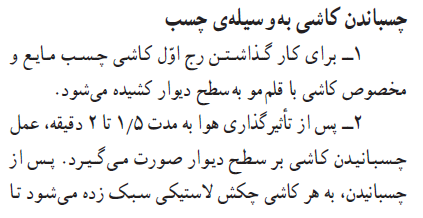 چسباندن کاشی به‌وسیله‌ی چسب
۱ــ برای کار گذاشتن رج اوّل کاشی چسب مایع و
مخصوص کاشی با قلم‌مو به سطح دیوار کشیده می‌شود.
۲ــ پس از تأثیرگذاری هوا به مدت ۱/۵ تا ۲ دقیقه، عمل
چسبانیدن کاشی بر سطح دیوار صورت می‌گیرد. پس از
چسبانیدن، به هر کاشی چکش لاستیکی سبک زده می‌شود تا